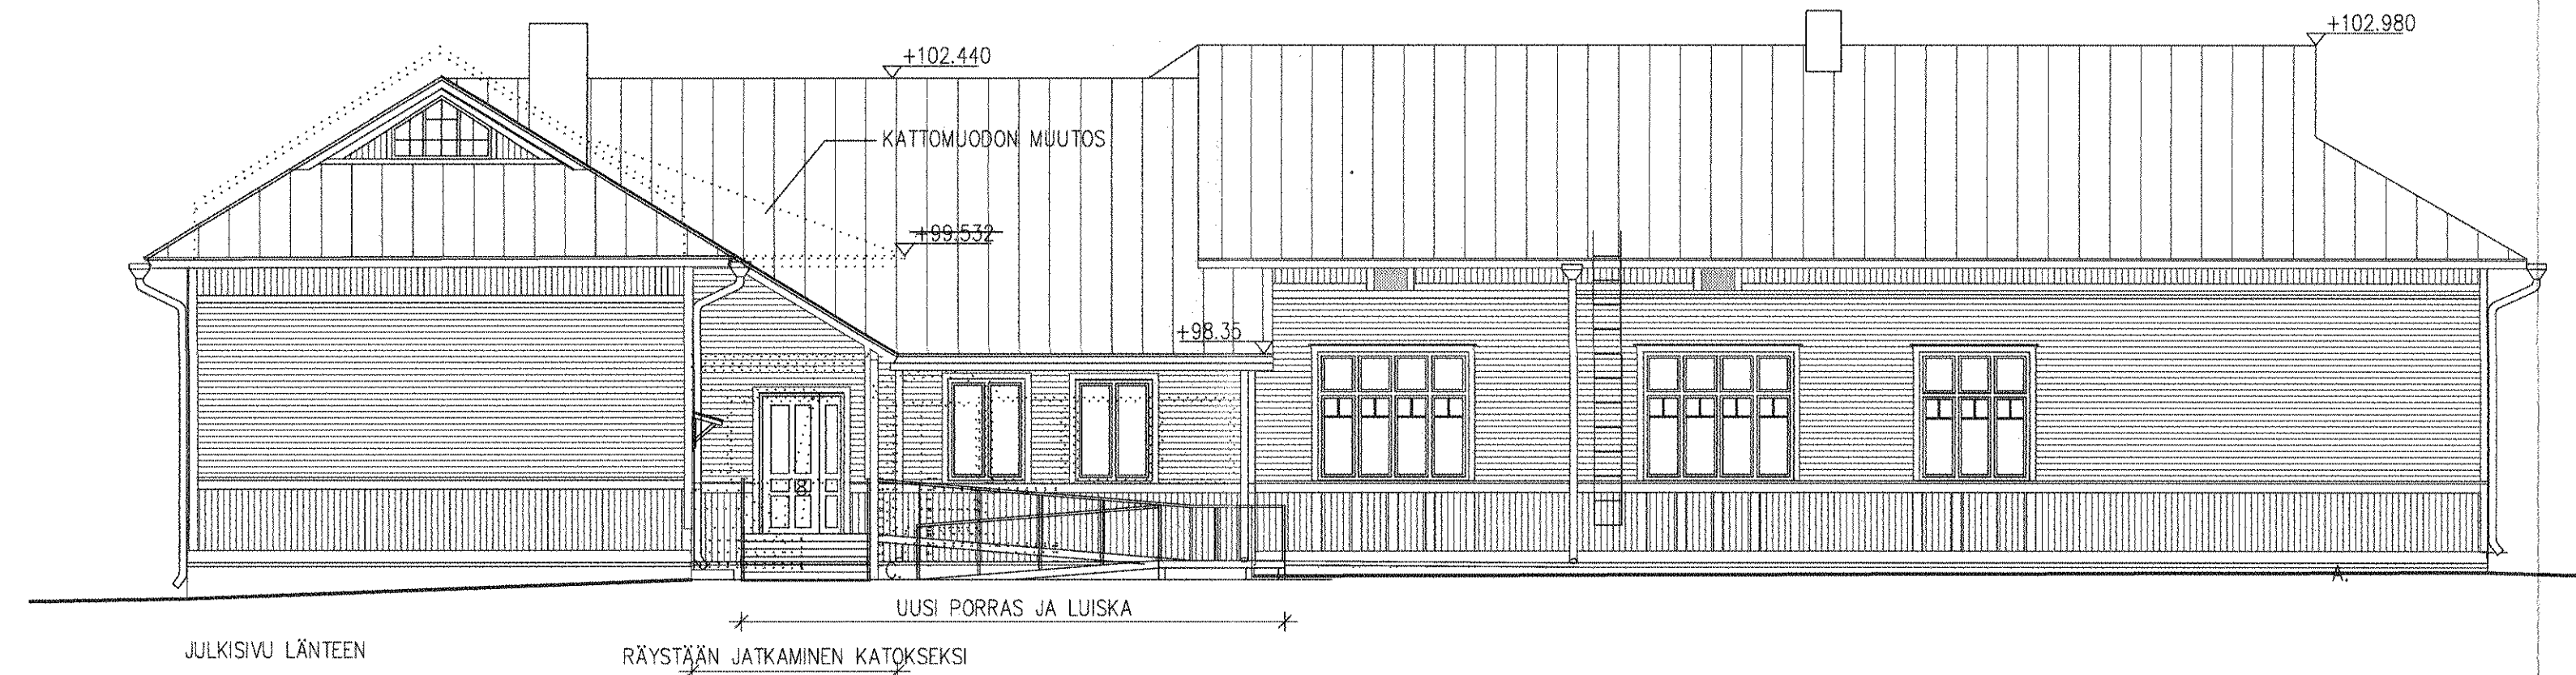 +102.980
+102.440
KATTOMUODON MUUTOS
+99.532
+98.35
8
C.
A.
UUSI PORRAS JA LUISKA
JULKISIVU LÄNTEEN
RÄYSTÄÄN JATKAMINEN KATOKSEKSI